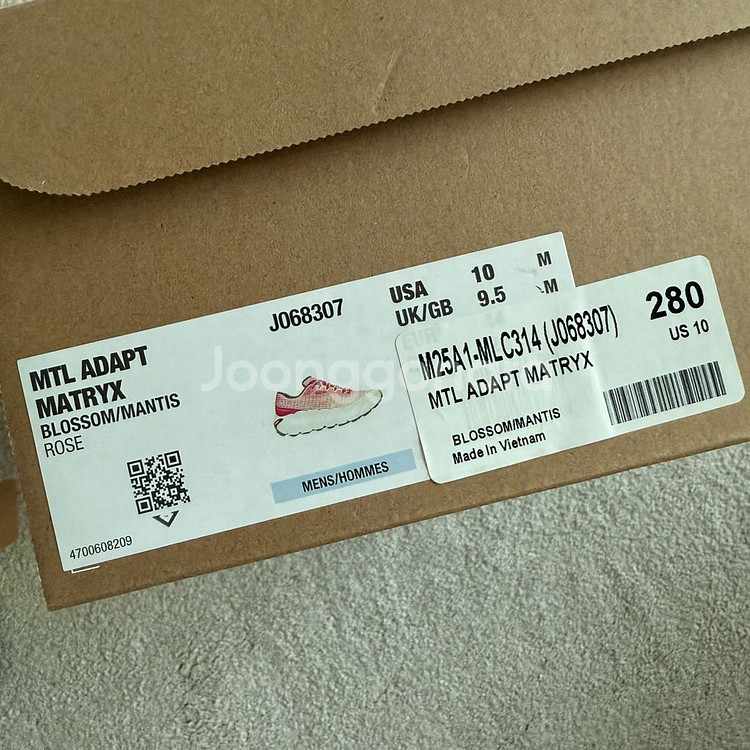 MTL ADAPT
MATRYX
BLOSSOM/MANTIS
ROSE
4700608209
J068307
MENS/HOMMES
USA 10 M
UK/GB 9.5 M
M25A1-MLC314 (J068307)
MTL ADAPT MATRYX
280
US 10
BLOSSOM/MANTIS
Made In Vietnam